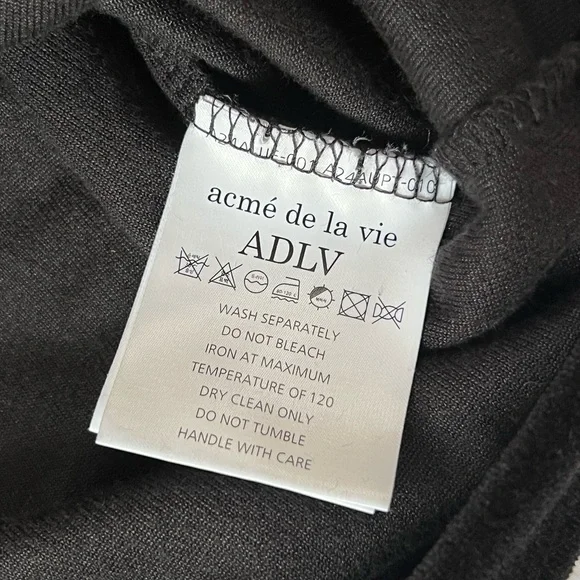 acmé de la vie
ADLV
WASH SEPARATELY
DO NOT BLEACH
IRON AT MAXIMUM
TEMPERATURE OF 120
DRY CLEAN ONLY
DO NOT TUMBLE
HANDLE WITH CARE